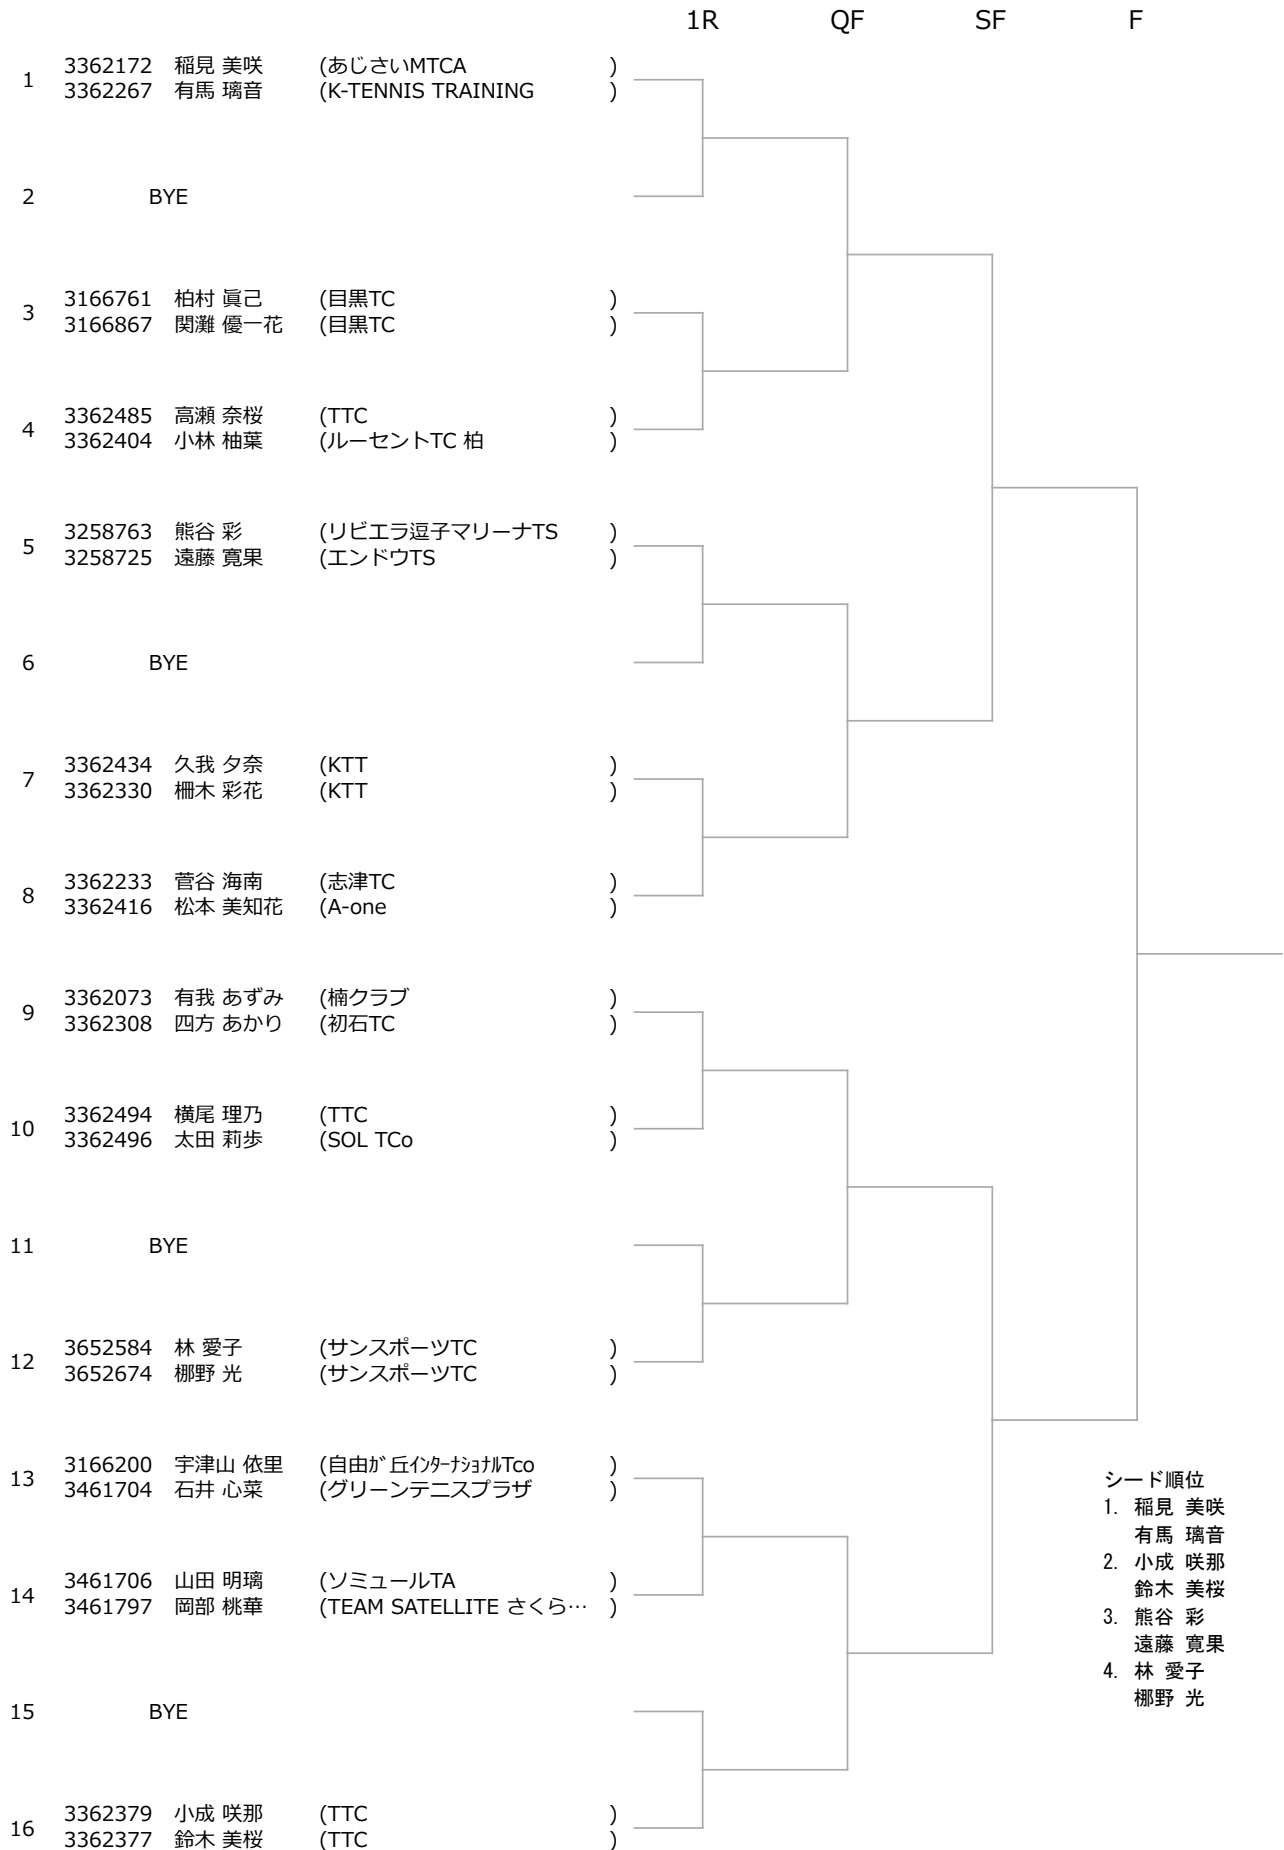 1R QF SF F
3362172 稲見 美咲 (あじさいMTCA )
1
3362267 有馬 璃音 (K-TENNIS TRAINING )
2 BYE
3166761 柏村 眞己 (目黒TC )
3
3166867 関灘 優一花 (目黒TC )
3362485 高瀬 奈桜 (TTC )
4
3362404 小林 柚葉 (ルーセントTC 柏 )
3258763 熊谷 彩 (リビエラ逗子マリーナTS )
5
3258725 遠藤 寛果 (エンドウTS )
6 BYE
3362434 久我 夕奈 (KTT )
7
3362330 柵木 彩花 (KTT )
3362233 菅谷 海南 (志津TC )
8
3362416 松本 美知花 (A-one )
3362073 有我 あずみ (楠クラブ )
9
3362308 四方 あかり (初石TC )
3362494 横尾 理乃 (TTC )
10
3362496 太田 莉歩 (SOL TCo )
11 BYE
3652584 林 愛子 (サンスポーツTC )
12
3652674 梛野 光 (サンスポーツTC )
3166200 宇津山 依里 (自由が丘ｲﾝﾀｰﾅｼｮﾅﾙTco )
13
3461704 石井 心菜 (グリーンテニスプラザ )
3461706 山田 明璃 (ソミュールTA )
14
3461797 岡部 桃華 (TEAM SATELLITE さくら… )
15 BYE
3362379 小成 咲那 (TTC )
16
3362377 鈴木 美桜 (TTC )
シード順位
1. 稲見 美咲
有馬 璃音
2. 小成 咲那
鈴木 美桜
3. 熊谷 彩
遠藤 寛果
4. 林 愛子
梛野 光